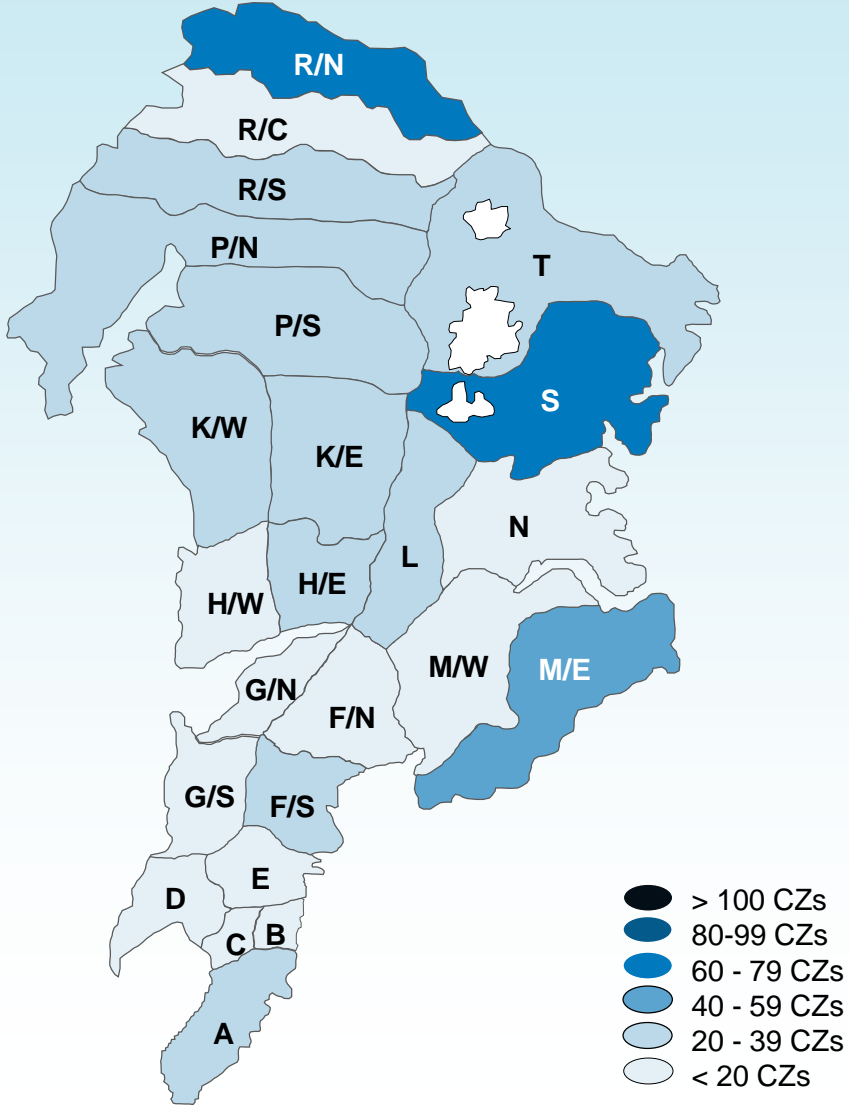 R/N
R/C
R/S
P/N
T
P/S
S
K/W
K/E
N
L
H/E
H/W
M/W
M/E
G/N
F/N
G/S
F/S
E
D
B
C
A
> 100 CZs
80-99 CZs
60 - 79 CZs
40 - 59 CZs
20 - 39 CZs
< 20 CZs